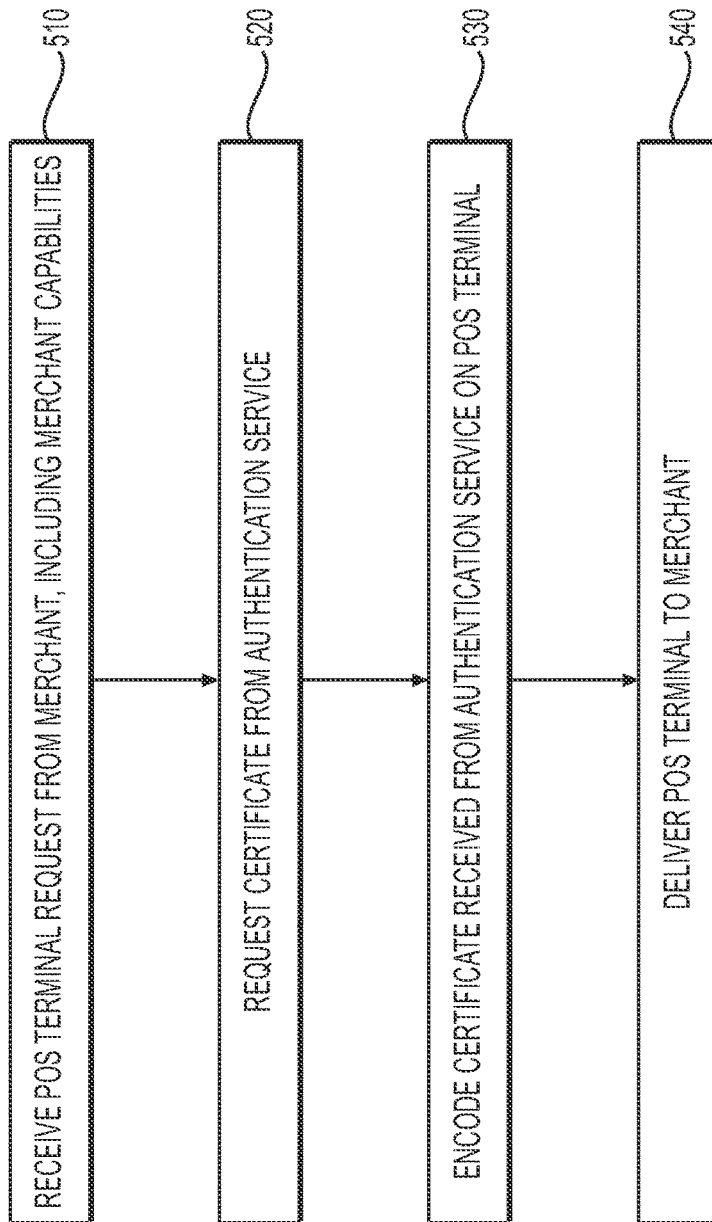 RECEIVE POS TERMINAL REQUEST FROM MERCHANT, INCLUDING MERCHANT CAPABILITIES
510
REQUEST CERTIFICATE FROM AUTHENTICATION SERVICE
520
ENCODE CERTIFICATE RECEIVED FROM AUTHENTICATION SERVICE ON POS TERMINAL
530
DELIVER POS TERMINAL TO MERCHANT
540